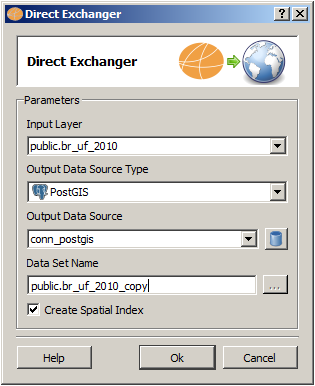 Direct Exchanger
Direct Exchanger
Parameters
Input Layer
public.br_uf_2010
Output Data Source Type
PostGIS
Output Data Source
conn_postgis
Data Set Name
public.br_uf_2010_copy
...
Create Spatial Index
Help
Ok
Cancel